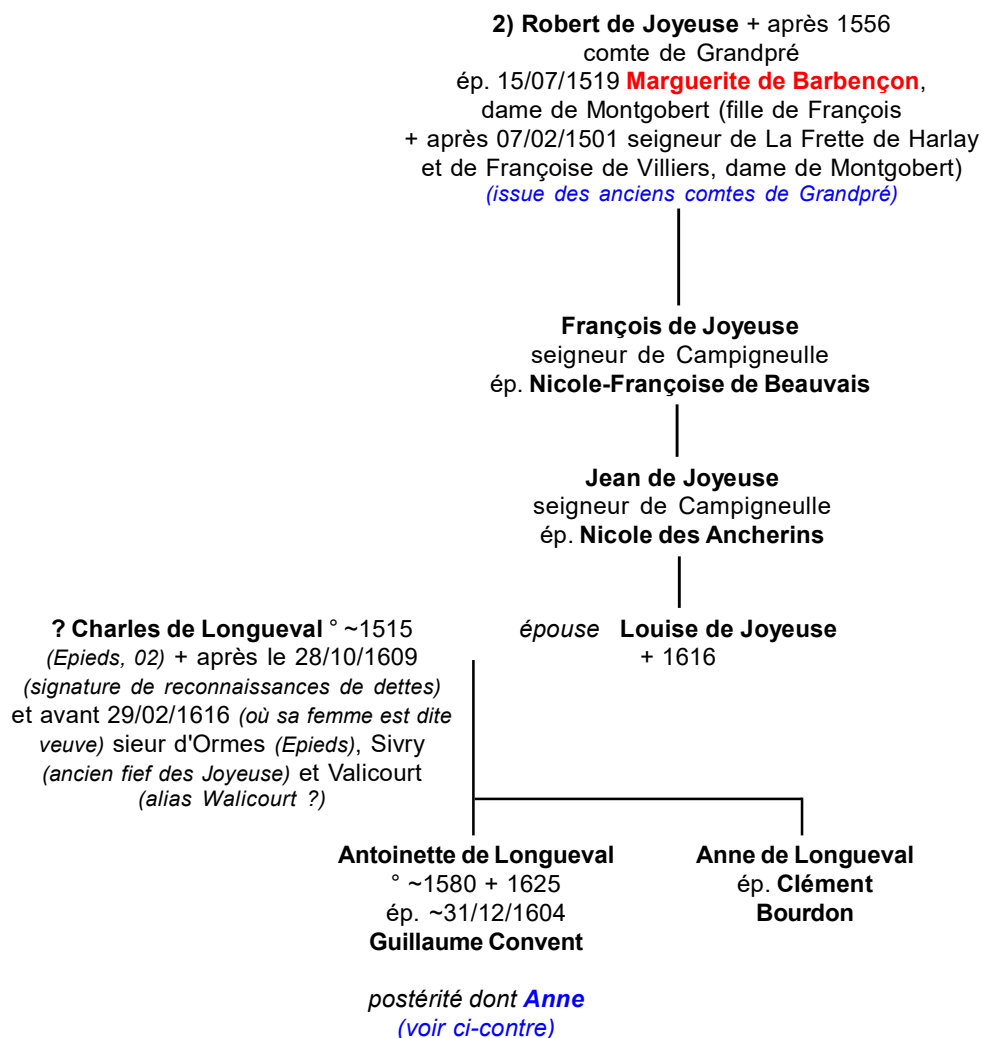 2) Robert de Joyeuse + après 1556
comte de Grandpré
ép. 15/07/1519 Marguerite de Barbençon,
dame de Montgobert (fille de François
+ après 07/02/1501 seigneur de La Frette de Harlay
et de Françoise de Villiers, dame de Montgobert)
(issue des anciens comtes de Grandpré)
François de Joyeuse
seigneur de Campigneulle
ép. Nicole-Françoise de Beauvais
Jean de Joyeuse
seigneur de Campigneulle
ép. Nicole des Ancherins
? Charles de Longueval ° ~1515
(Epieds, 02) + après le 28/10/1609
(signature de reconnaissances de dettes)
et avant 29/02/1616 (où sa femme est dite
veuve) sieur d'Ormes (Epieds), Sivry
(ancien fief des Joyeuse) et Valicourt
(alias Walicourt ?)
épouse Louise de Joyeuse
+ 1616
Antoinette de Longueval
° ~1580 + 1625
ép. ~31/12/1604
Guillaume Convent
Anne de Longueval
ép. Clément
Bourdon
postérité dont Anne
(voir ci-contre)